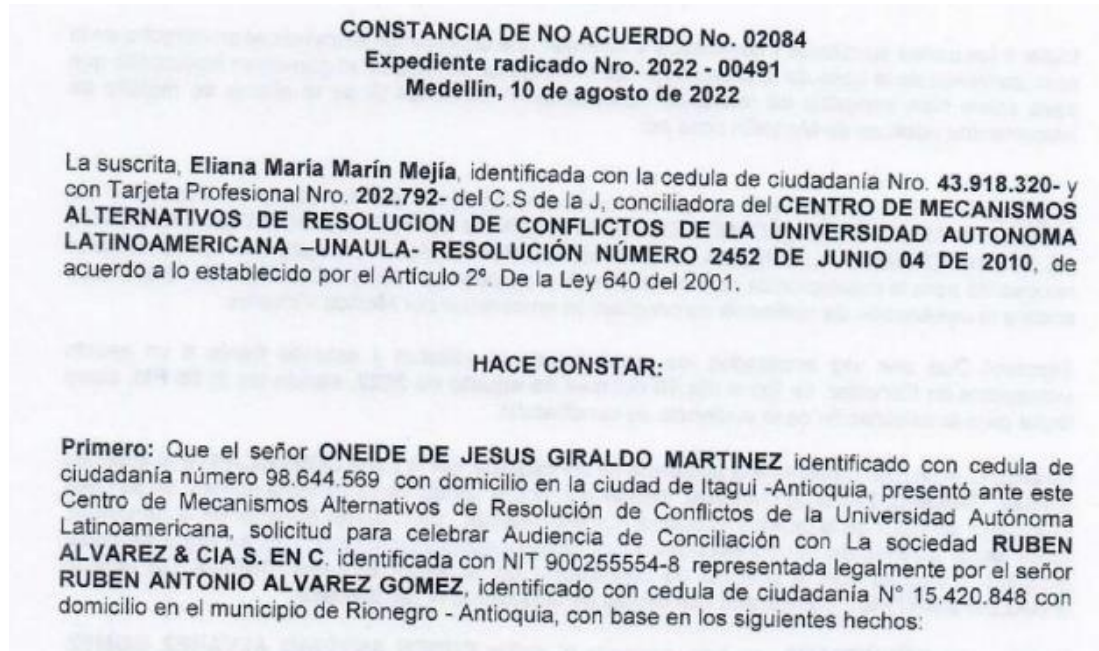 CONSTANCIA DE NO ACUERDO No. 02084
Expediente radicado Nro. 2022 - 00491
Medellin, 10 de agosto de 2022
La suscrita, Eliana María Marín Mejía, identificada con la cedula de ciudadanía Nro. 43.918.320- y
con Tarjeta Profesional Nro. 202.792- del C.S de la J, conciliadora del CENTRO DE MECANISMOS
ALTERNATIVOS DE RESOLUCION DE CONFLICTOS DE LA UNIVERSIDAD AUTONOMA
LATINOAMERICANA –UNAULA- RESOLUCIÓN NÚMERO 2452 DE JUNIO 04 DE 2010, de
acuerdo a lo establecido por el Artículo 2º. De la Ley 640 del 2001.
HACE CONSTAR:
Primero: Que el señor ONEIDE DE JESUS GIRALDO MARTINEZ identificado con cedula de
ciudadanía número 98.644.569 con domicilio en la ciudad de Itagui -Antioquia, presentó ante este
Centro de Mecanismos Alternativos de Resolución de Conflictos de la Universidad Autónoma
Latinoamericana, solicitud para celebrar Audiencia de Conciliación con La sociedad RUBEN
ALVAREZ & CIA S. EN C. identificada con NIT 900255554-8 representada legalmente por el señor
RUBEN ANTONIO ALVAREZ GOMEZ, identificado con cedula de ciudadanía N° 15.420.848 con
domicilio en el municipio de Rionegro - Antioquia, con base en los siguientes hechos: